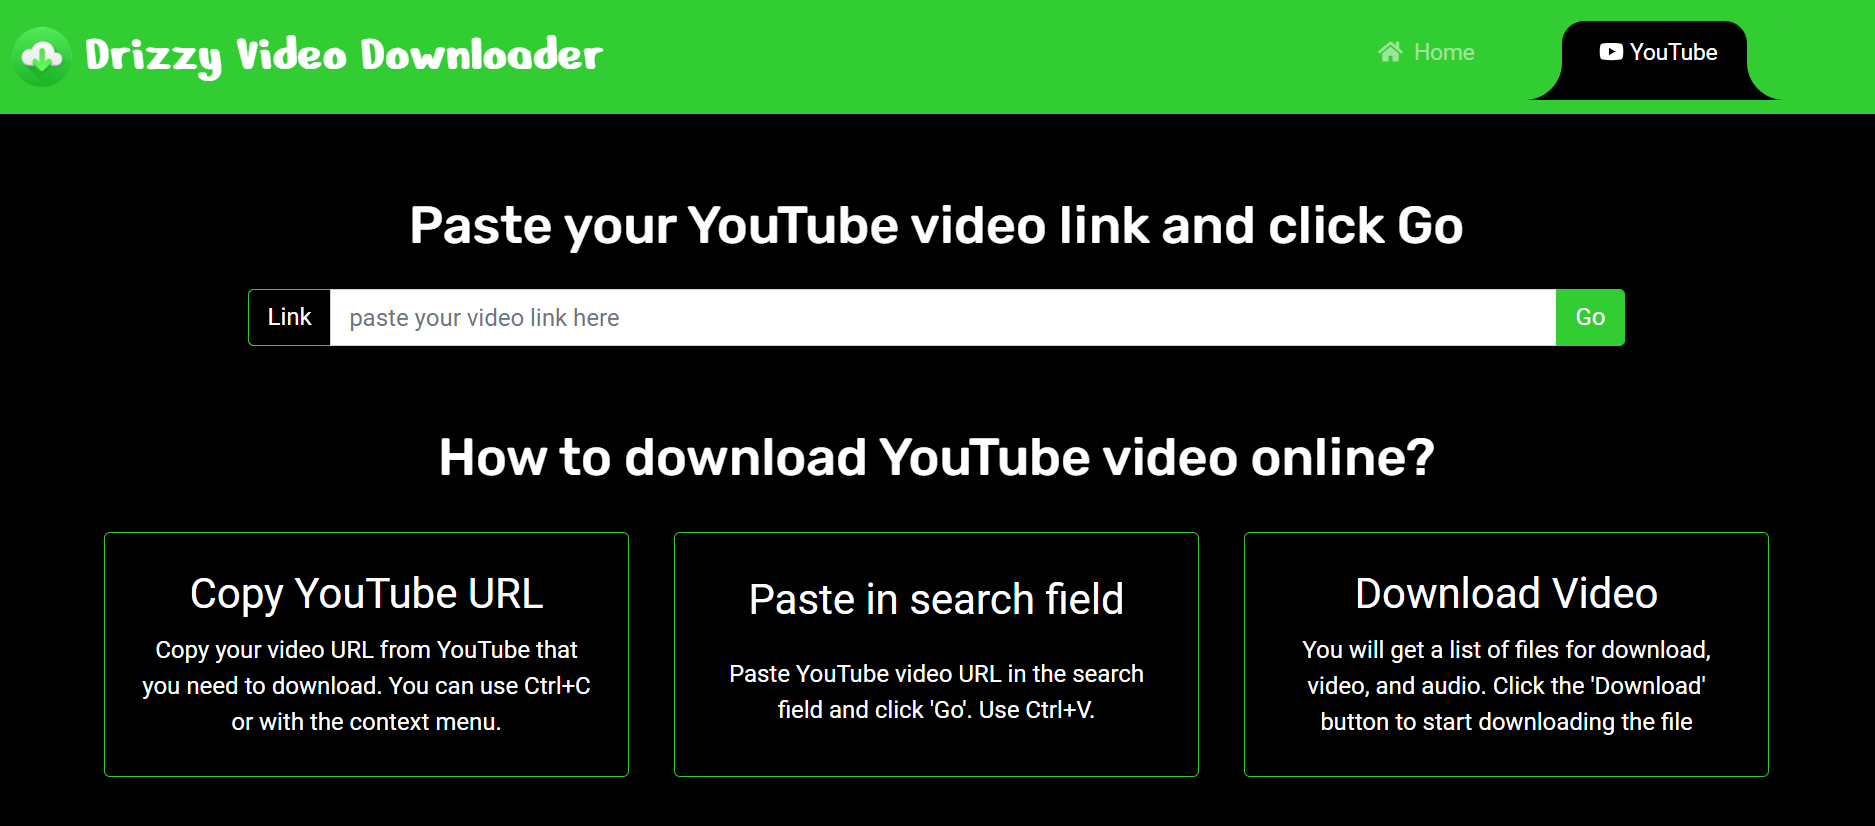 Drizzy Video Downloader
Home
YouTube
Paste your YouTube video link and click Go
Link
paste your video link here
Go
How to download YouTube video online?
Copy YouTube URL
Copy your video URL from YouTube that
you need to download. You can use Ctrl+C
or with the context menu.
Paste in search field
Paste YouTube video URL in the search
field and click 'Go'. Use Ctrl+V.
Download Video
You will get a list of files for download,
video, and audio. Click the 'Download'
button to start downloading the file